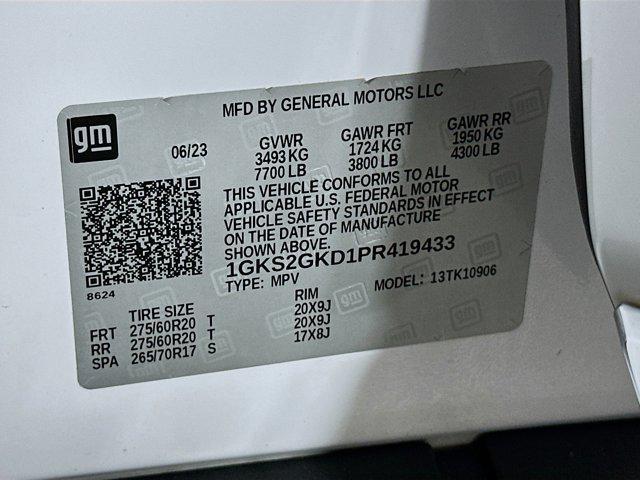 MFD BY GENERAL MOTORS LLC
gm
06/23
GVWR
3493 KG
7700 LB
GAWR FRT
1724 KG
3800 LB
GAWR RR
1950 KG
4300 LB
THIS VEHICLE CONFORMS TO ALL
APPLICABLE U.S. FEDERAL MOTOR
VEHICLE SAFETY STANDARDS IN EFFECT
ON THE DATE OF MANUFACTURE
SHOWN ABOVE.
1GKS2GKD1PR419433
TYPE: MPV MODEL: 13TK10906
8624
TIRE SIZE RIM
FRT 275/60R20 T 20X9J
RR 275/60R20 T 20X9J
SPA 265/70R17 S 17X8J